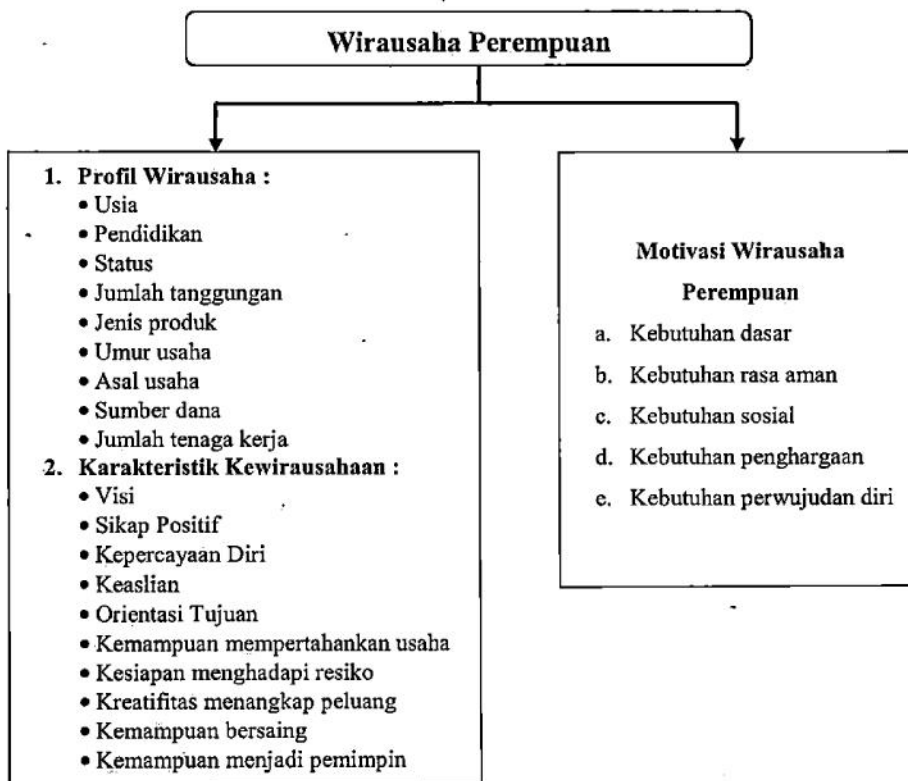 Wirausaha Perempuan
1. Profil Wirausaha :
• Usia
• Pendidikan
• Status
• Jumlah tanggungan
• Jenis produk
• Umur usaha
• Asal usaha
• Sumber dana
• Jumlah tenaga kerja
2. Karakteristik Kewirausahaan :
• Visi
• Sikap Positif
• Kepercayaan Diri
• Keaslian
• Orientasi Tujuan
• Kemampuan mempertahankan usaha
• Kesiapan menghadapi resiko
• Kreatifitas menangkap peluang
• Kemampuan bersaing
• Kemampuan menjadi pemimpin
Motivasi Wirausaha
Perempuan
a. Kebutuhan dasar
b. Kebutuhan rasa aman
c. Kebutuhan sosial
d. Kebutuhan penghargaan
e. Kebutuhan perwujudan diri